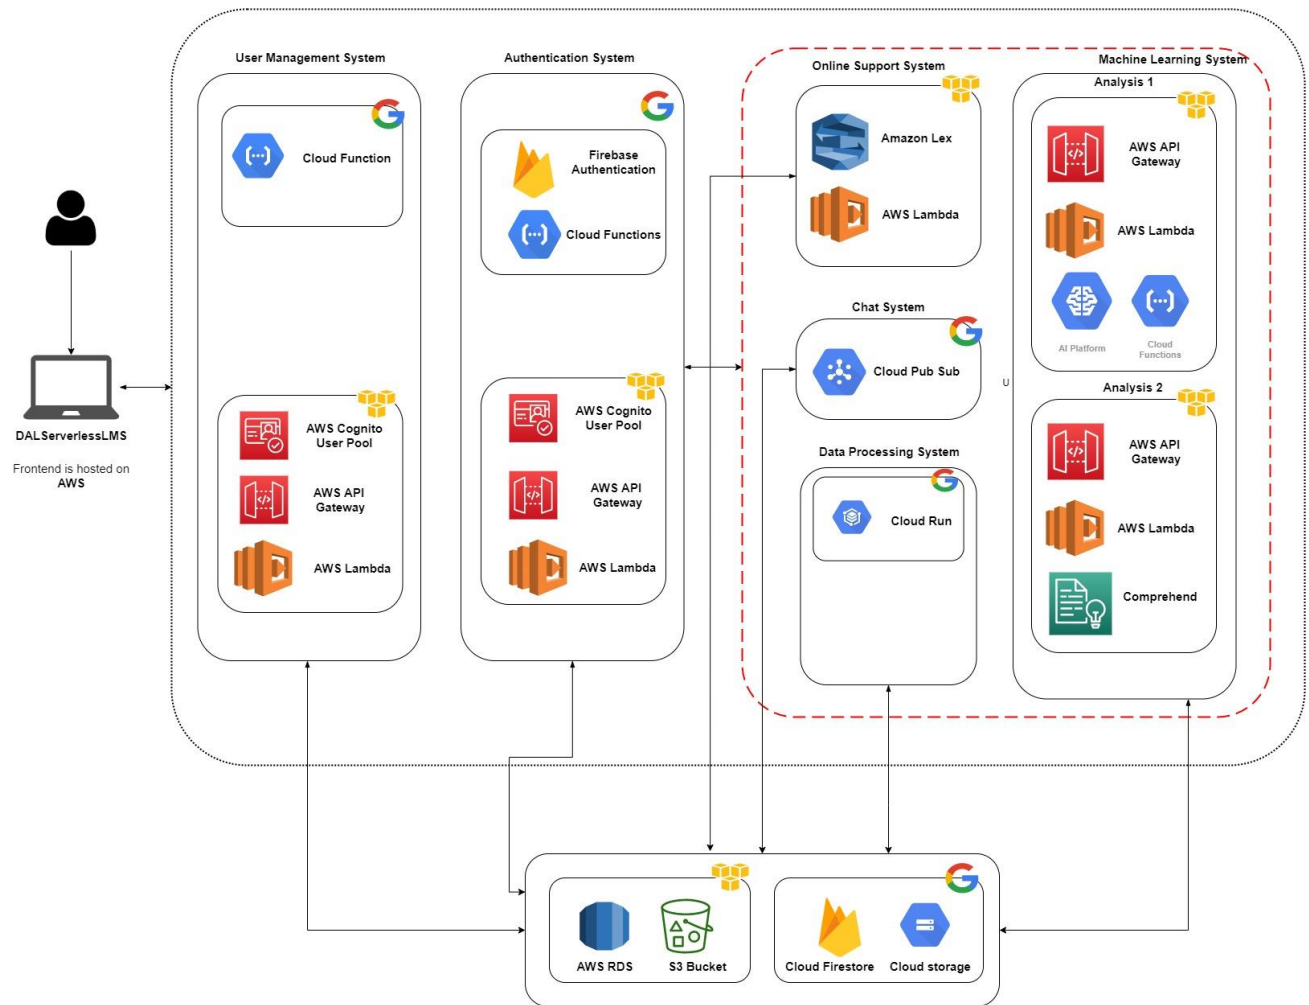 User Management System
Cloud Function
AWS Cognito
User Pool
AWS API
Gateway
AWS Lambda
Authentication System
Firebase
Authentication
Cloud Functions
AWS Cognito
User Pool
AWS API
Gateway
AWS Lambda
Online Support System
Amazon Lex
AWS Lambda
Chat System
Cloud Pub Sub
Data Processing System
Cloud Run
U
Machine Learning System
Analysis 1
AWS API
Gateway
AWS Lambda
AI Platform
Cloud
Functions
Analysis 2
AWS API
Gateway
AWS Lambda
Comprehend
DALServerlessLMS
Frontend is hosted on
AWS
AWS RDS
S3 Bucket
Cloud Firestore
Cloud storage